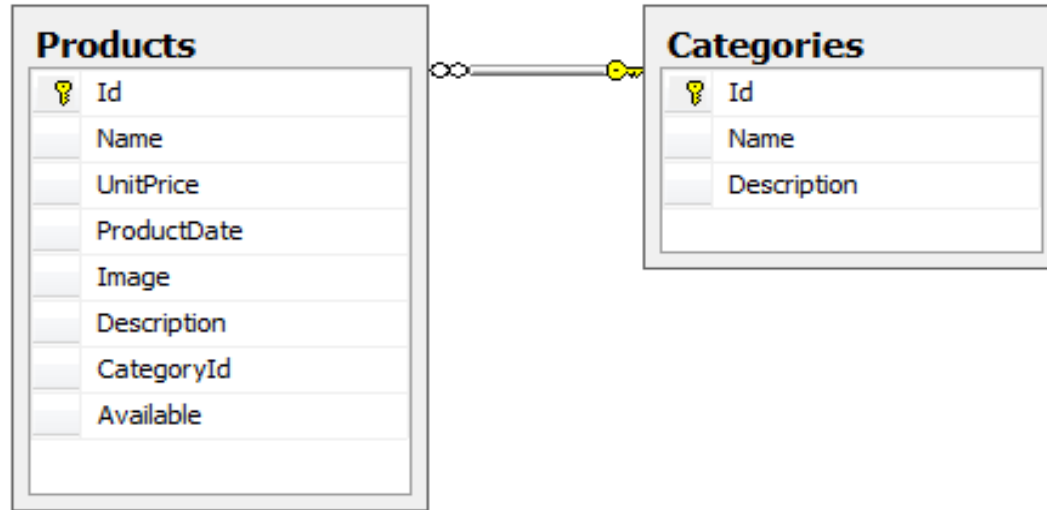 Products
Id
Name
UnitPrice
ProductDate
Image
Description
CategoryId
Available
Categories
Id
Name
Description